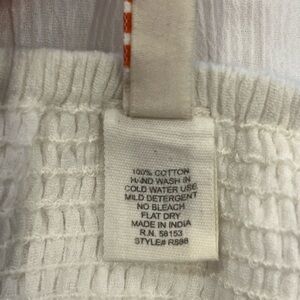 100% COTTON
HAND WASH IN
COLD WATER USE
MILD DETERGENT
NO BLEACH
FLAT DRY
MADE IN INDIA
R.N. 58153
STYLE# RS98